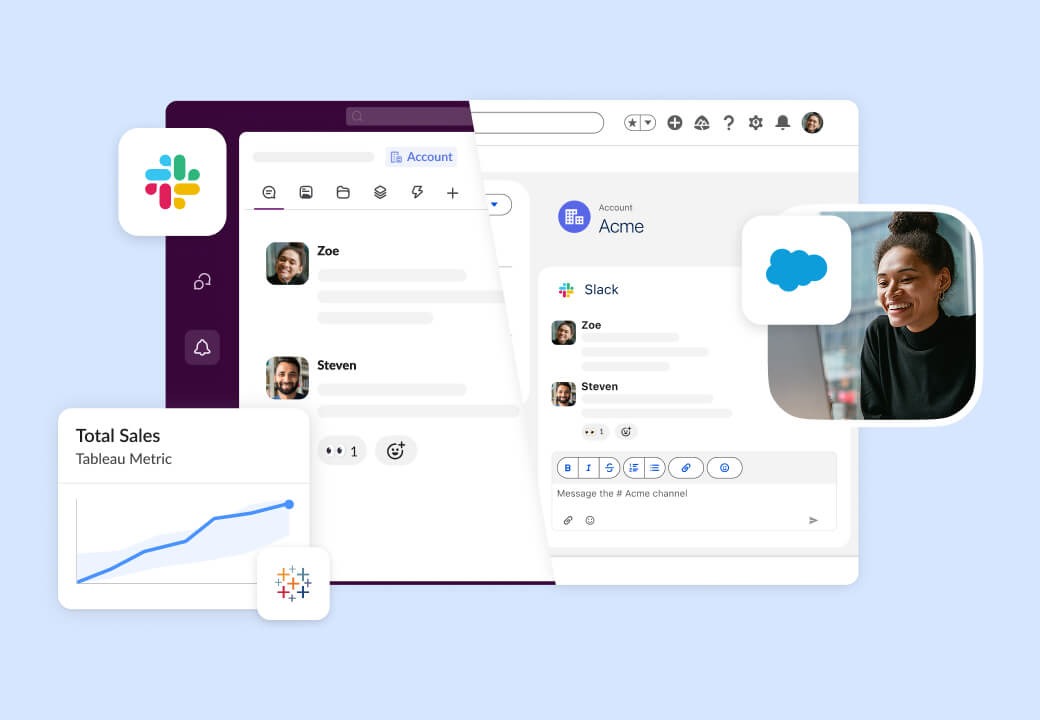 Account
Zoe
Steven
1
Total Sales
Tableau Metric
Account
Acme
Slack
Zoe
Steven
1
B I S
Message the # Acme channel